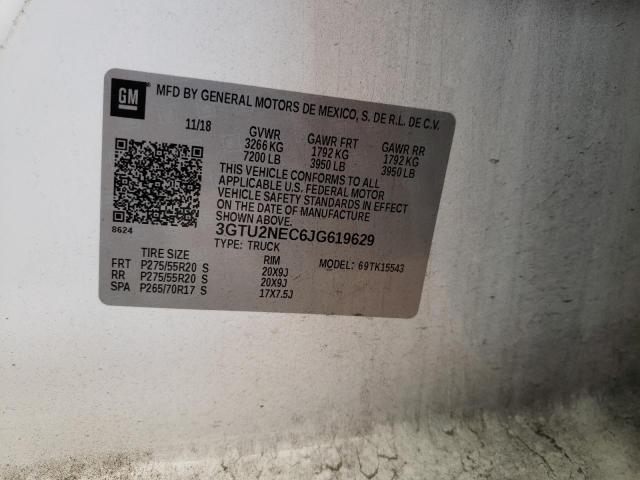 GM
MFD BY GENERAL MOTORS DE MEXICO, S. DE R.L. DE C.V.
11/18 GVWR GAWR FRT GAWR RR
3266 KG 1792 KG 1792 KG
7200 LB 3950 LB 3950 LB
THIS VEHICLE CONFORMS TO ALL
APPLICABLE U.S. FEDERAL MOTOR
VEHICLE SAFETY STANDARDS IN EFFECT
ON THE DATE OF MANUFACTURE
SHOWN ABOVE.
8624 3GTU2NEC6JG619629
TYPE: TRUCK
TIRE SIZE RIM MODEL: 69TK15543
FRT P275/55R20 S 20X9J
RR P275/55R20 S 20X9J
SPA P265/70R17 S 17X7.5J